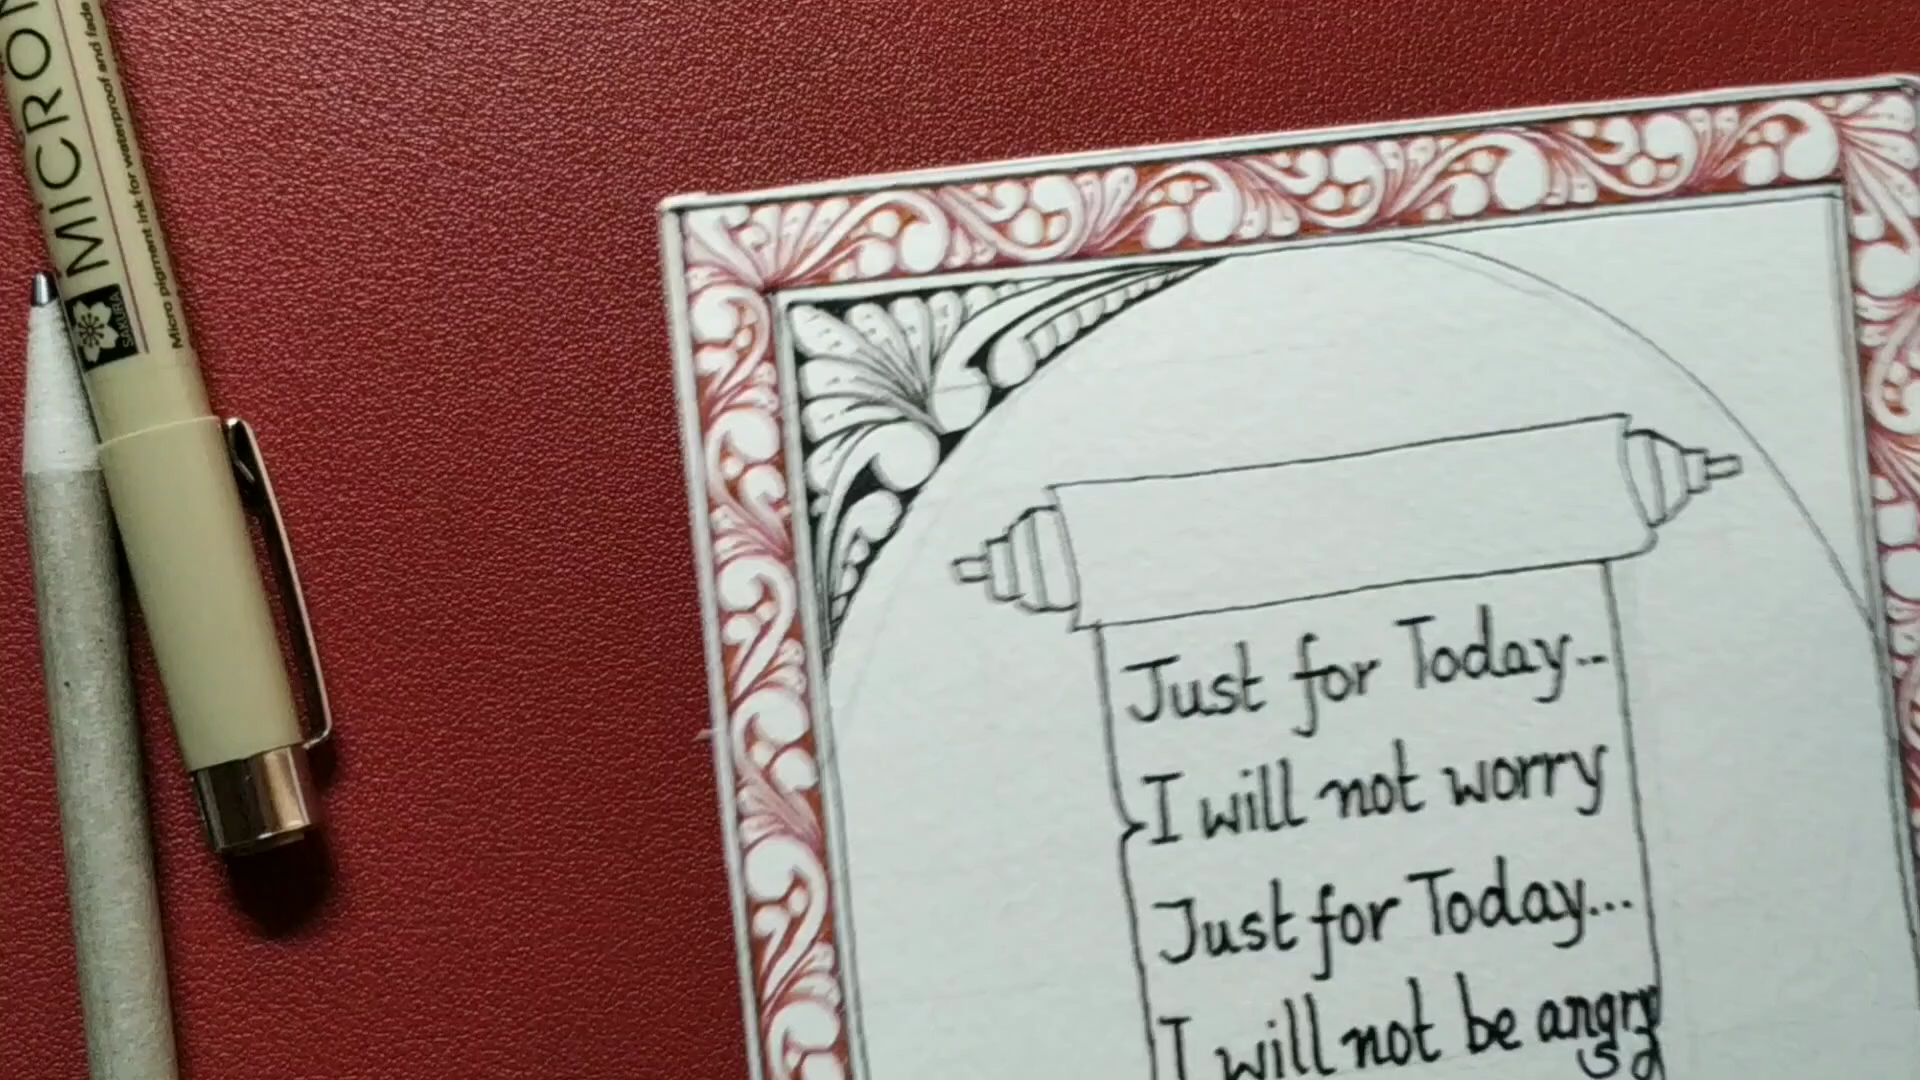 MICRON
Micro pigment ink for waterproof and fade
SAKURA
Just for Today..
I will not worry
Just for Today...
I will not be angry